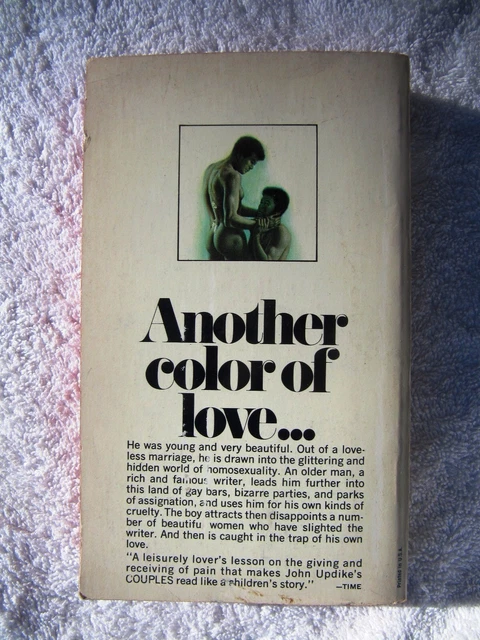 Another
color of
love...
He was young and very beautiful. Out of a love-
less marriage, he is drawn into the glittering and
hidden world of homosexuality. An older man, a
rich and famous writer, leads him further into
this land of gay bars, bizarre parties, and parks
of assignation, and uses him for his own kinds of
cruelty. The boy attracts then disappoints a num-
ber of beautiful women who have slighted the
writer. And then is caught in the trap of his own
love.
"A leisurely lover's lesson on the giving and
receiving of pain that makes John Updike's
COUPLES read like a children's story."
—TIME
Printed in U.S.A.